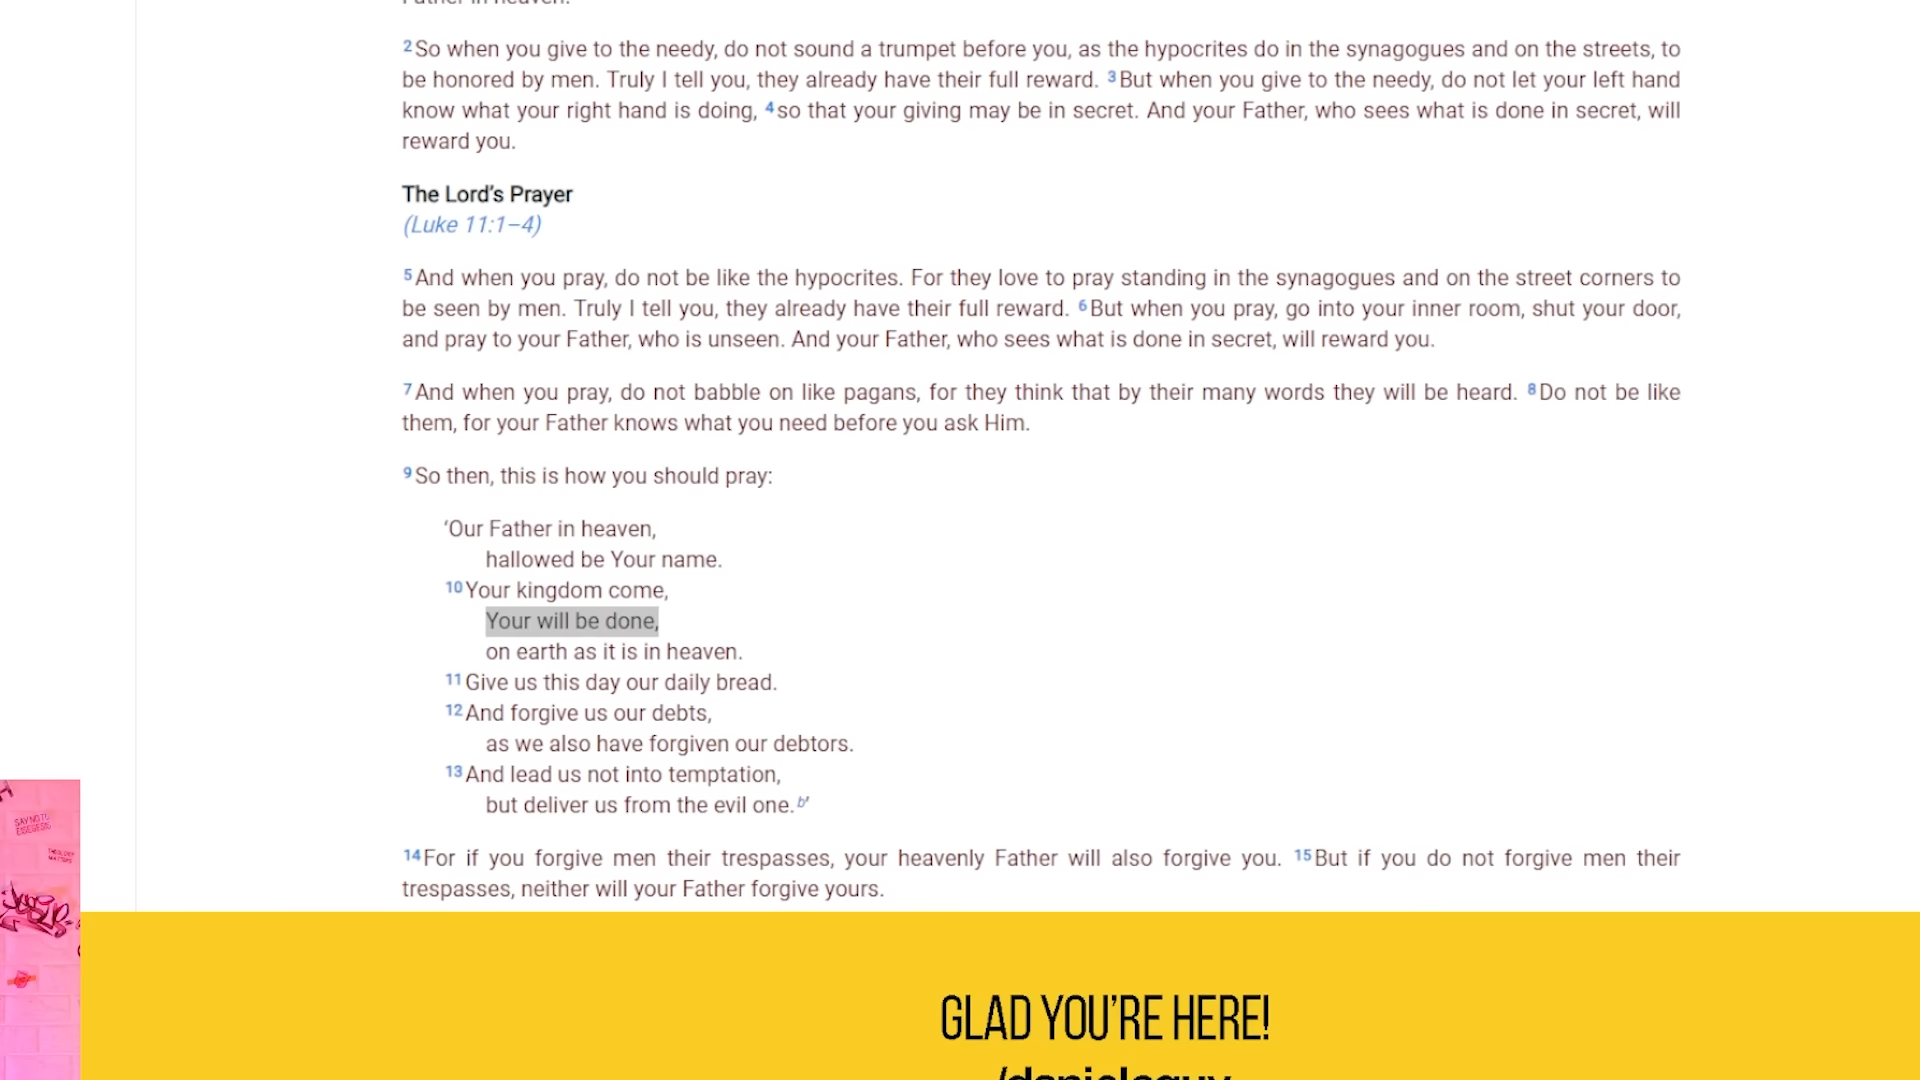 2 So when you give to the needy, do not sound a trumpet before you, as the hypocrites do in the synagogues and on the streets, to
be honored by men. Truly I tell you, they already have their full reward. 3 But when you give to the needy, do not let your left hand
know what your right hand is doing, 4 so that your giving may be in secret. And your Father, who sees what is done in secret, will
reward you.
The Lord's Prayer
(Luke 11:1–4)
5 And when you pray, do not be like the hypocrites. For they love to pray standing in the synagogues and on the street corners to
be seen by men. Truly I tell you, they already have their full reward. 6 But when you pray, go into your inner room, shut your door,
and pray to your Father, who is unseen. And your Father, who sees what is done in secret, will reward you.
7 And when you pray, do not babble on like pagans, for they think that by their many words they will be heard. 8 Do not be like
them, for your Father knows what you need before you ask Him.
9 So then, this is how you should pray:
‘Our Father in heaven,
hallowed be Your name.
10 Your kingdom come,
Your will be done,
on earth as it is in heaven.
11 Give us this day our daily bread.
12 And forgive us our debts,
as we also have forgiven our debtors.
13 And lead us not into temptation,
but deliver us from the evil one. b’
14 For if you forgive men their trespasses, your heavenly Father will also forgive you. 15 But if you do not forgive men their
trespasses, neither will your Father forgive yours.
SAY NO TO
EISEGESIS
THEOLOGY
MATTERS
GLAD YOU'RE HERE!